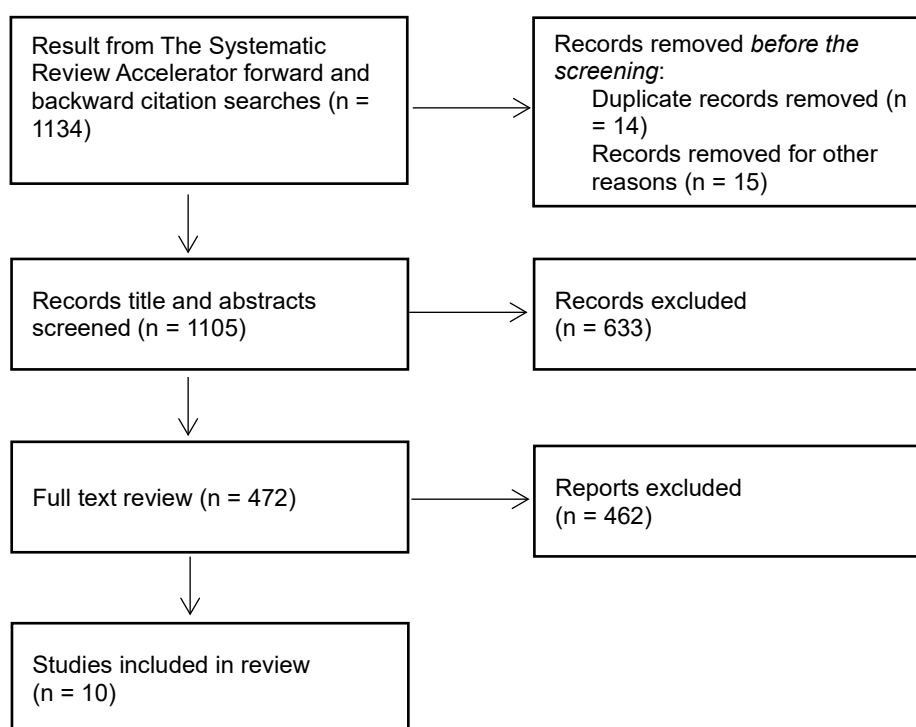 Result from The Systematic
Review Accelerator forward and
backward citation searches (n =
1134)
Records removed before the
screening:
Duplicate records removed (n
= 14)
Records removed for other
reasons (n = 15)
Records title and abstracts
screened (n = 1105)
Records excluded
(n = 633)
Full text review (n = 472)
Reports excluded
(n = 462)
Studies included in review
(n = 10)